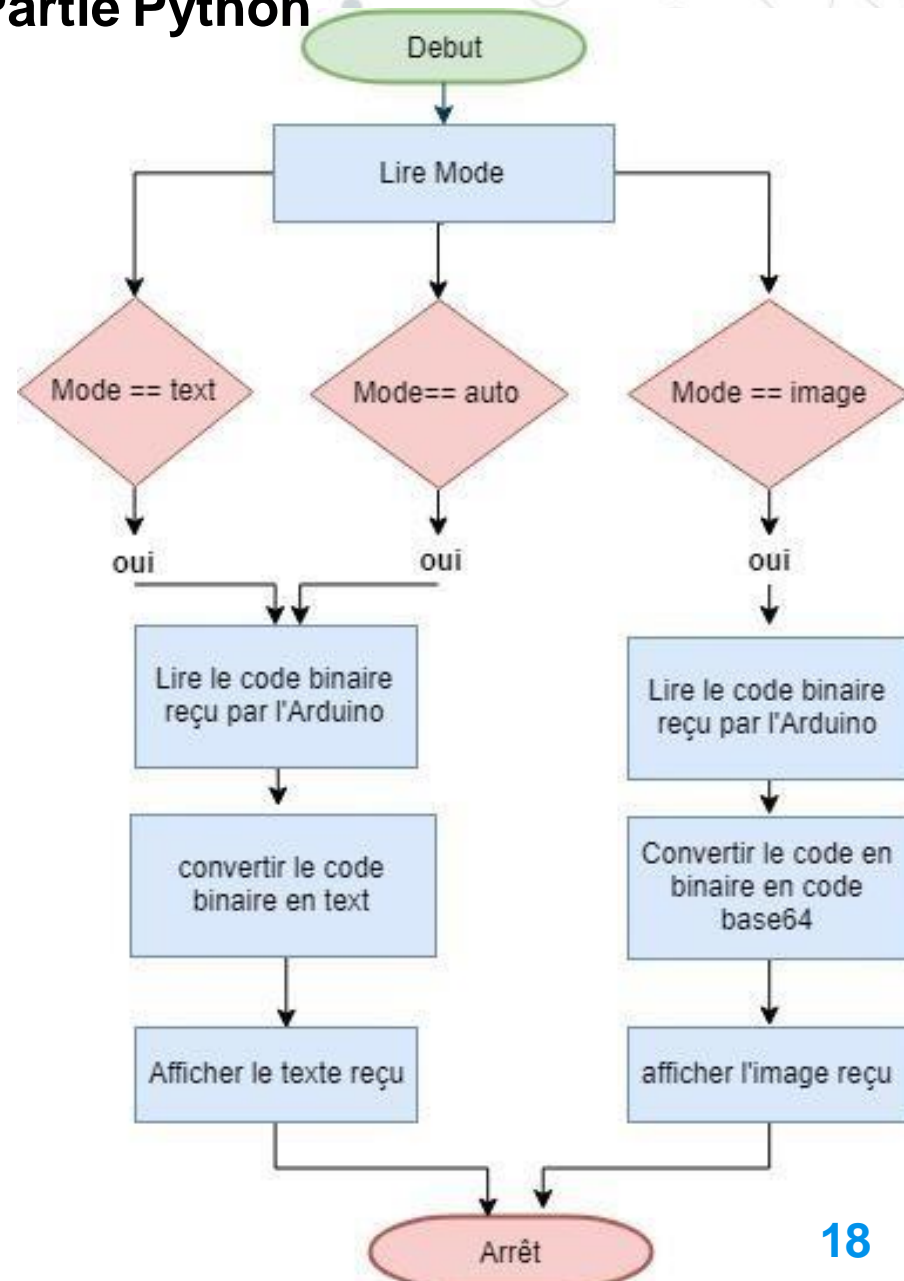 Partie Python
Debut
Lire Mode
Mode == text
Mode== auto
Mode == image
oui
oui
oui
Lire le code binaire
reçu par l'Arduino
Lire le code binaire
reçu par l'Arduino
convertir le code
binaire en text
Convertir le code en
binaire en code
base64
Afficher le texte reçu
afficher l'image reçu
Arrêt
18